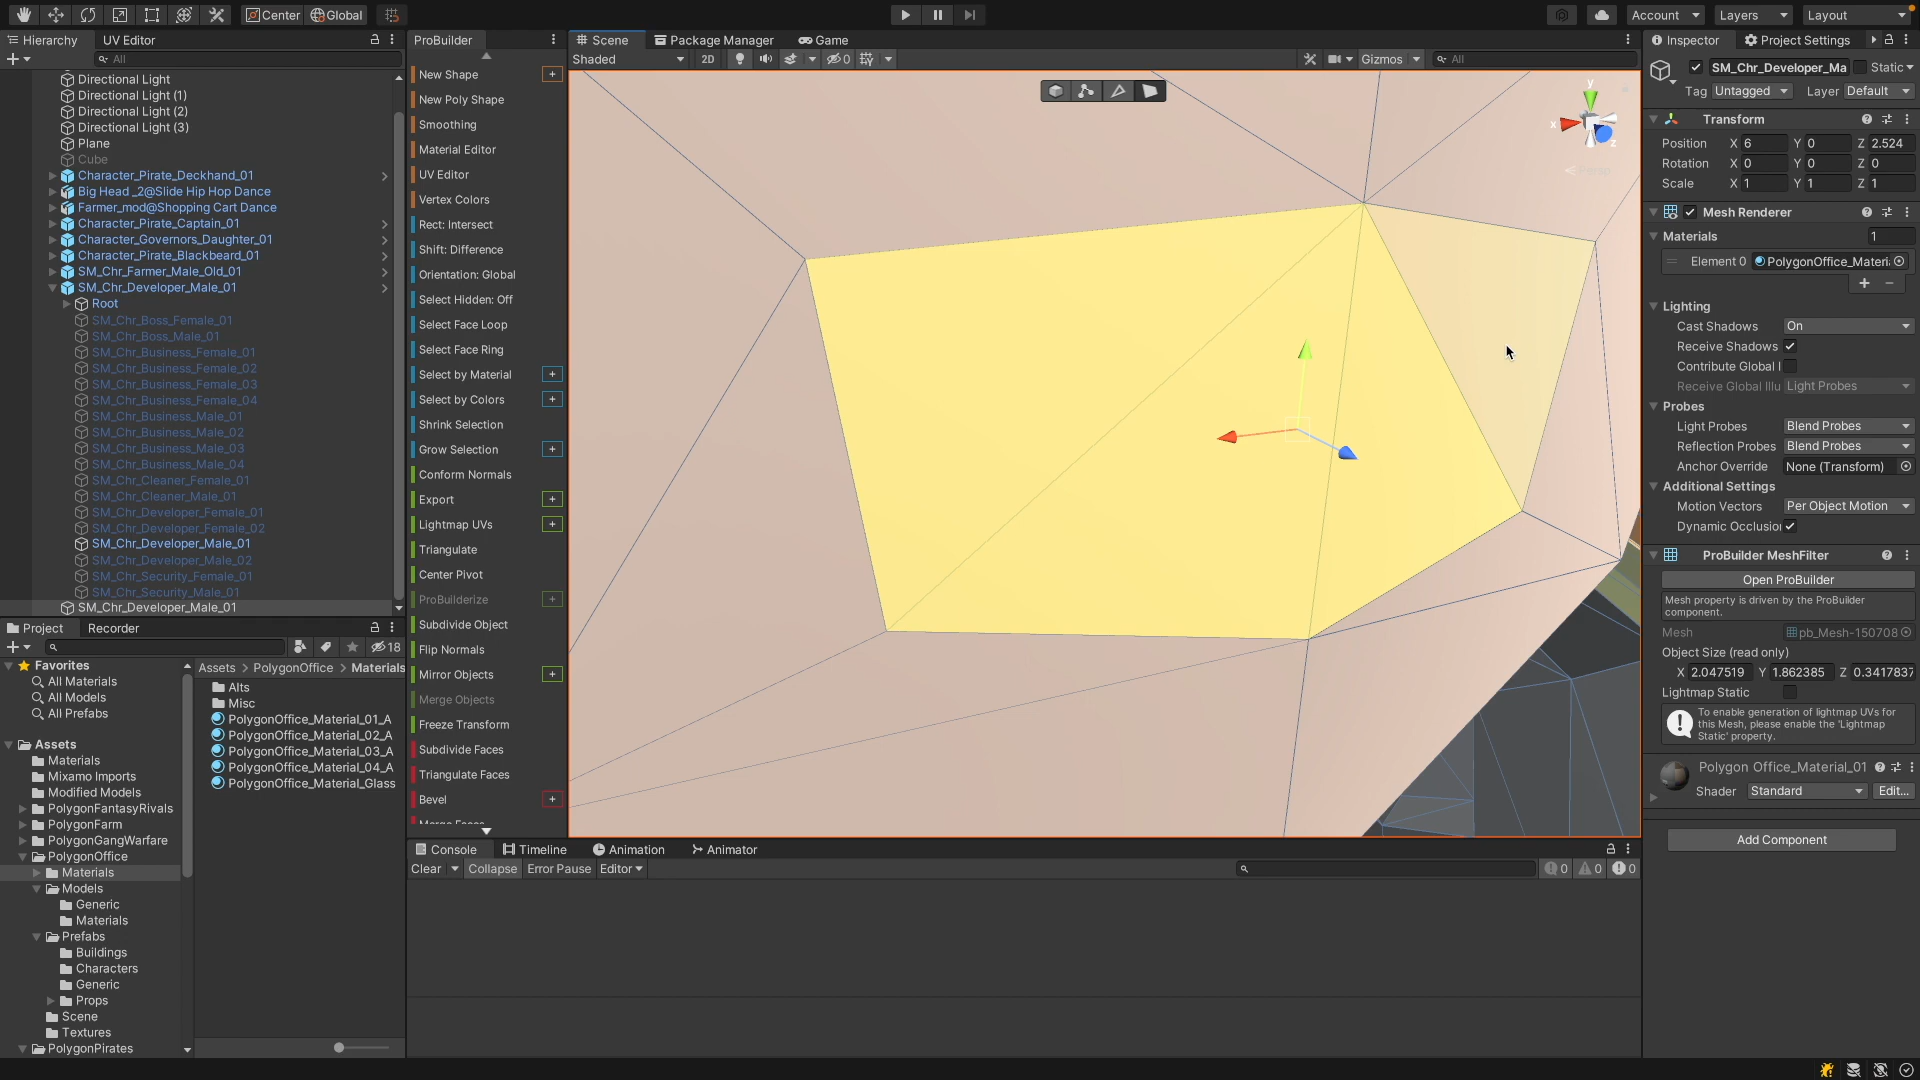 Center
Global
Account
Layers
Layout
Hierarchy
UV Editor
All
Directional Light
Directional Light (1)
Directional Light (2)
Directional Light (3)
Plane
Cube
Character_Pirate_Deckhand_01
Big Head _2@Slide Hip Hop Dance
Farmer_mod@Shopping Cart Dance
Character_Pirate_Captain_01
Character_Governors_Daughter_01
Character_Pirate_Blackbeard_01
SM_Chr_Farmer_Male_Old_01
SM_Chr_Developer_Male_01
Root
SM_Chr_Boss_Female_01
SM_Chr_Boss_Male_01
SM_Chr_Business_Female_01
SM_Chr_Business_Female_02
SM_Chr_Business_Female_03
SM_Chr_Business_Female_04
SM_Chr_Business_Male_01
SM_Chr_Business_Male_02
SM_Chr_Business_Male_03
SM_Chr_Business_Male_04
SM_Chr_Cleaner_Female_01
SM_Chr_Cleaner_Male_01
SM_Chr_Developer_Female_01
SM_Chr_Developer_Female_02
SM_Chr_Developer_Male_01
SM_Chr_Developer_Male_02
SM_Chr_Security_Female_01
SM_Chr_Security_Male_01
SM_Chr_Developer_Male_01
Project
Recorder
18
Favorites
All Materials
All Models
All Prefabs
Assets
Materials
Mixamo Imports
Modified Models
PolygonFantasyRivals
PolygonFarm
PolygonGangWarfare
PolygonOffice
Materials
Models
Generic
Materials
Prefabs
Buildings
Characters
Generic
Props
Scene
Textures
PolygonPirates
Assets > PolygonOffice > Materials
Alts
Misc
PolygonOffice_Material_01_A
PolygonOffice_Material_02_A
PolygonOffice_Material_03_A
PolygonOffice_Material_04_A
PolygonOffice_Material_Glass
ProBuilder
New Shape
New Poly Shape
Smoothing
Material Editor
UV Editor
Vertex Colors
Rect: Intersect
Shift: Difference
Orientation: Global
Select Hidden: Off
Select Face Loop
Select Face Ring
Select by Material
Select by Colors
Shrink Selection
Grow Selection
Conform Normals
Export
Lightmap UVs
Triangulate
Center Pivot
ProBuilderize
Subdivide Object
Flip Normals
Mirror Objects
Merge Objects
Freeze Transform
Subdivide Faces
Triangulate Faces
Bevel
Merge Faces
Scene
Package Manager
Game
Shaded
2D
0
Gizmos
All
y
x
z
Console
Timeline
Animation
Animator
Clear
Collapse
Error Pause
Editor
0
0
0
Inspector
Project Settings
SM_Chr_Developer_Ma
Static
Tag Untagged
Layer Default
Transform
Position X 6 Y 0 Z 2.524
Rotation X 0 Y 0 Z 0
Scale X 1 Y 1 Z 1
Mesh Renderer
Materials 1
Element 0 PolygonOffice_Materi
Lighting
Cast Shadows On
Receive Shadows
Contribute Global I
Receive Global Illu Light Probes
Probes
Light Probes Blend Probes
Reflection Probes Blend Probes
Anchor Override None (Transform)
Additional Settings
Motion Vectors Per Object Motion
Dynamic Occlusion
ProBuilder MeshFilter
Open ProBuilder
Mesh property is driven by the ProBuilder
component.
Mesh pb_Mesh-150708
Object Size (read only)
X 2.047519 Y 1.862385 Z 0.3417837
Lightmap Static
To enable generation of lightmap UVs for
this Mesh, please enable the 'Lightmap
Static' property.
Polygon Office_Material_01
Shader Standard Edit...
Add Component